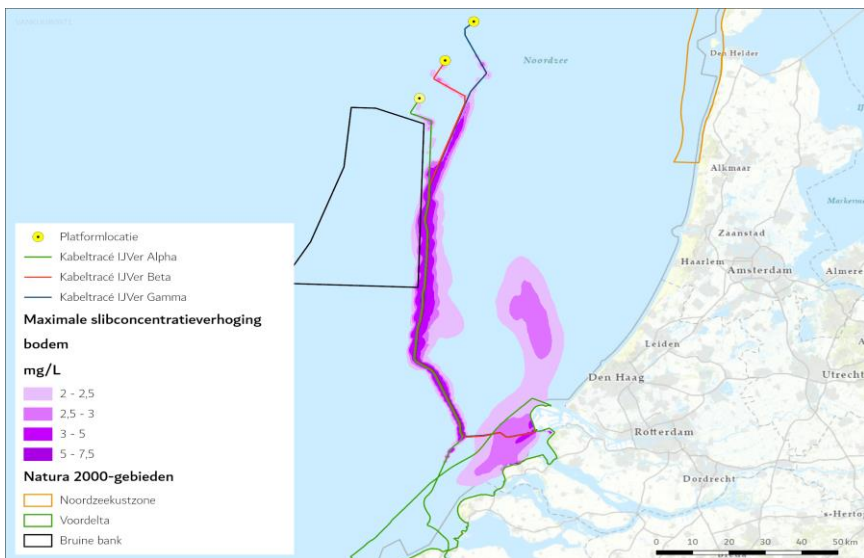 Noordzee
Den Helder
Alkmaar
Markerme
Zaanstad
Haarlem
Amsterdam
Almere
Leiden
Utrecht
Den Haag
Rotterdam
Dordrecht
's-Hertog
Platformlocatie
Kabeltracé IJVer Alpha
Kabeltracé IJVer Beta
Kabeltracé IJVer Gamma
Maximale slibconcentratieverhoging
bodem
mg/L
2 - 2,5
2,5 - 3
3 - 5
5 - 7,5
Natura 2000-gebieden
Noordzeekustzone
Voordelta
Bruine bank
0 10 20 30 40 50 km